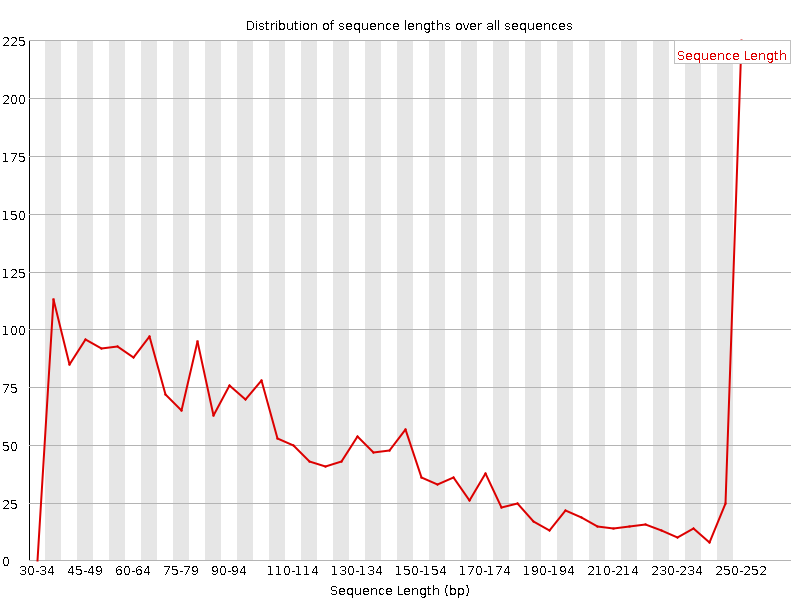 Distribution of sequence lengths over all sequences
225
Sequence Length
200
175
150
125
100
75
50
25
0
30-34 45-49 60-64 75-79 90-94 110-114 130-134 150-154 170-174 190-194 210-214 230-234 250-252
Sequence Length (bp)